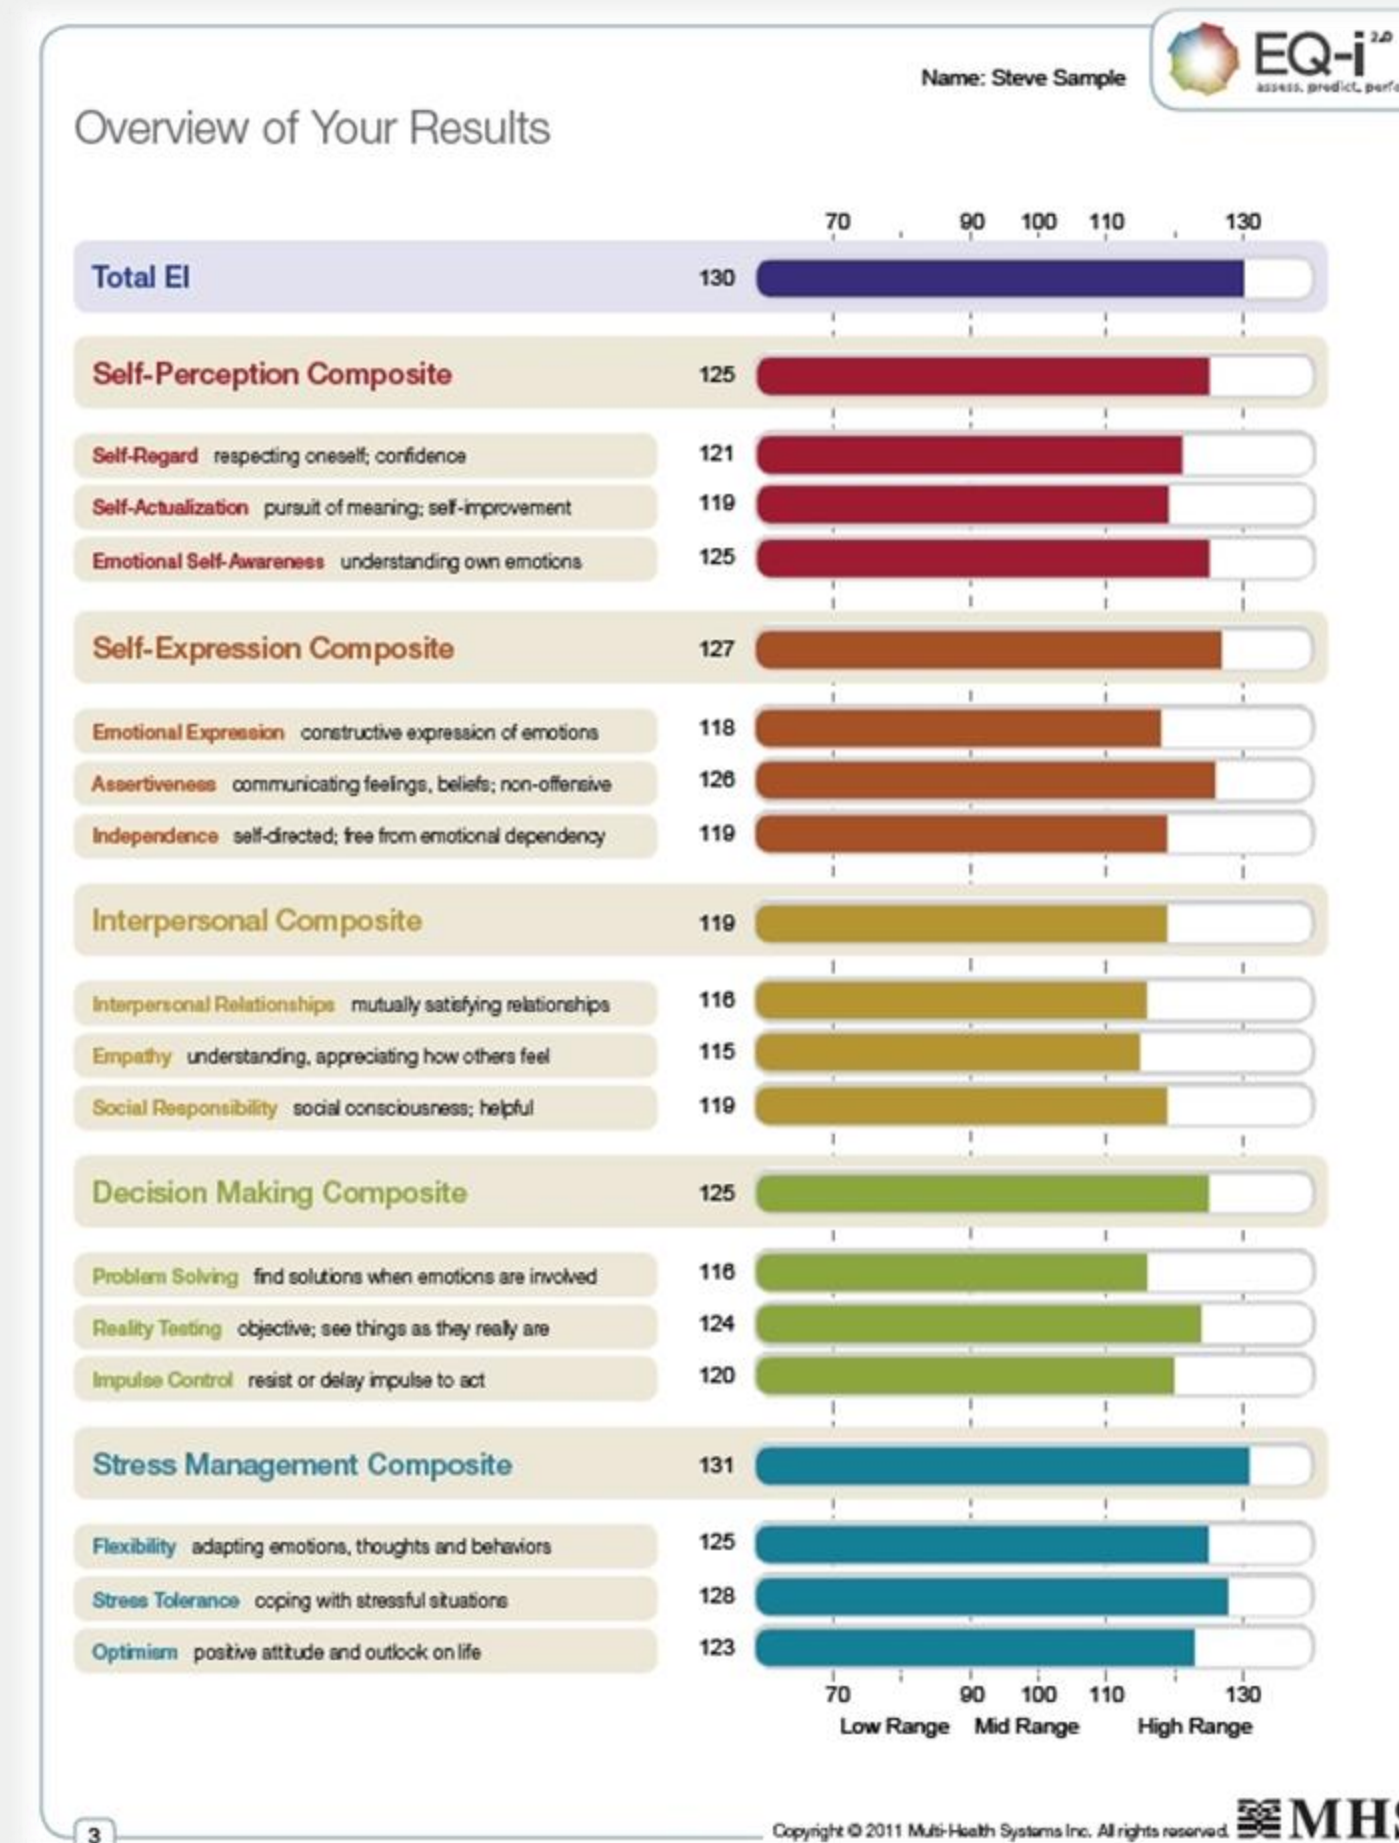 Name: Steve Sample
EQ-i 2.0
assess. predict.
Overview of Your Results
70 90 100 110 130
Total EI 130
Self-Perception Composite 125
Self-Regard respecting oneself; confidence 121
Self-Actualization pursuit of meaning; self-improvement 119
Emotional Self-Awareness understanding own emotions 125
Self-Expression Composite 127
Emotional Expression constructive expression of emotions 118
Assertiveness communicating feelings, beliefs; non-offensive 126
Independence self-directed; free from emotional dependency 119
Interpersonal Composite 119
Interpersonal Relationships mutually satisfying relationships 116
Empathy understanding, appreciating how others feel 115
Social Responsibility social consciousness; helpful 119
Decision Making Composite 125
Problem Solving find solutions when emotions are involved 116
Reality Testing objective; see things as they really are 124
Impulse Control resist or delay impulse to act 120
Stress Management Composite 131
Flexibility adapting emotions, thoughts and behaviors 125
Stress Tolerance coping with stressful situations 128
Optimism positive attitude and outlook on life 123
70 90 100 110 130
Low Range Mid Range High Range
3
Copyright © 2011 Multi-Health Systems Inc. All rights reserved.